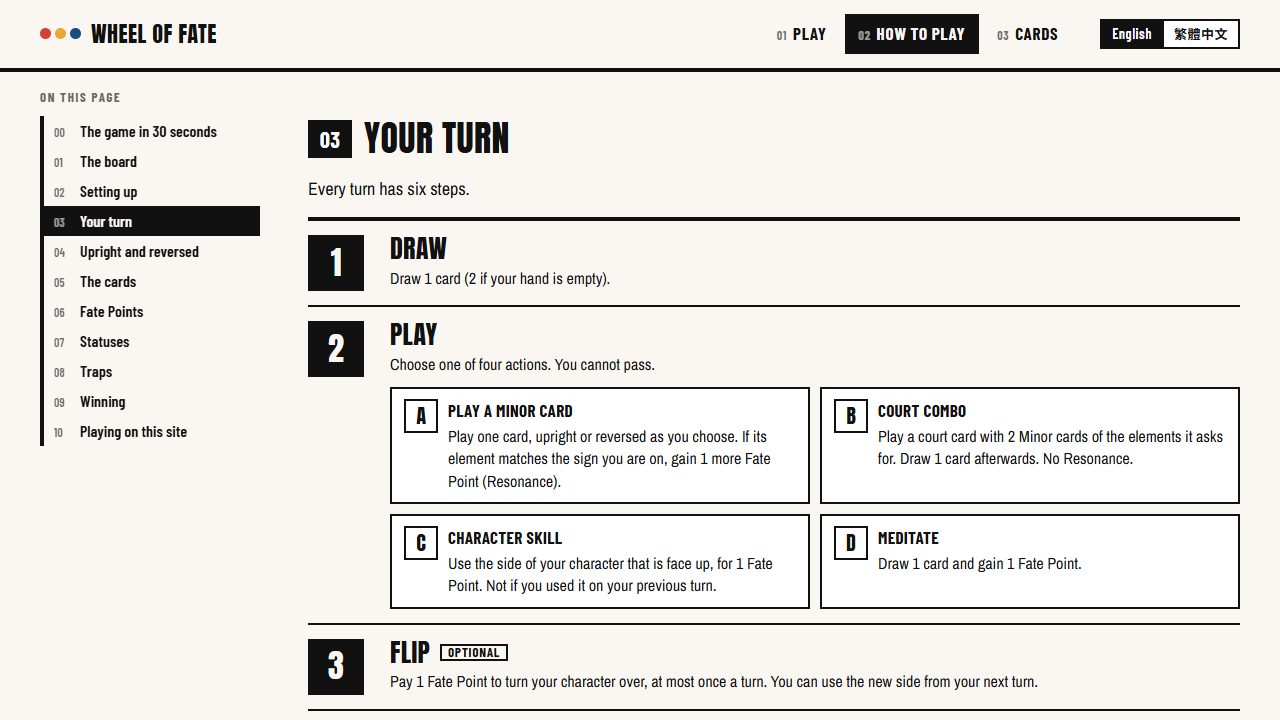 WHEEL OF FATE
01 PLAY
02 HOW TO PLAY
03 CARDS
English
繁體中文
ON THIS PAGE
00 The game in 30 seconds
01 The board
02 Setting up
03 Your turn
04 Upright and reversed
05 The cards
06 Fate Points
07 Statuses
08 Traps
09 Winning
10 Playing on this site
03 YOUR TURN
Every turn has six steps.
1 DRAW
Draw 1 card (2 if your hand is empty).
2 PLAY
Choose one of four actions. You cannot pass.
A PLAY A MINOR CARD
Play one card, upright or reversed as you choose. If its
element matches the sign you are on, gain 1 more Fate
Point (Resonance).
B COURT COMBO
Play a court card with 2 Minor cards of the elements it asks
for. Draw 1 card afterwards. No Resonance.
C CHARACTER SKILL
Use the side of your character that is face up, for 1 Fate
Point. Not if you used it on your previous turn.
D MEDITATE
Draw 1 card and gain 1 Fate Point.
3 FLIP OPTIONAL
Pay 1 Fate Point to turn your character over, at most once a turn. You can use the new side from your next turn.